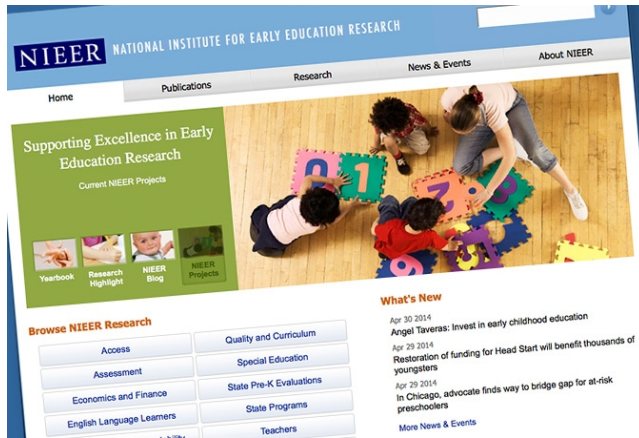 NIEER NATIONAL INSTITUTE FOR EARLY EDUCATION RESEARCH
Home
Publications
Research
News & Events
About NIEER
Supporting Excellence in Early
Education Research
Current NIEER Projects
Yearbook
Research
Highlight
NIEER
Blog
NIEER
Projects
Browse NIEER Research
Access
Quality and Curriculum
Assessment
Special Education
Economics and Finance
State Pre-K Evaluations
English Language Learners
State Programs
Teachers
What's New
Apr 30 2014
Angel Taveras: Invest in early childhood education
Apr 29 2014
Restoration of funding for Head Start will benefit thousands of
youngsters
Apr 29 2014
In Chicago, advocate finds way to bridge gap for at-risk
preschoolers
More News & Events